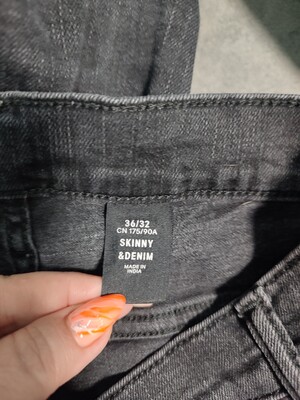 36/32
CN 175/90A
SKINNY
&DENIM
MADE IN
INDIA